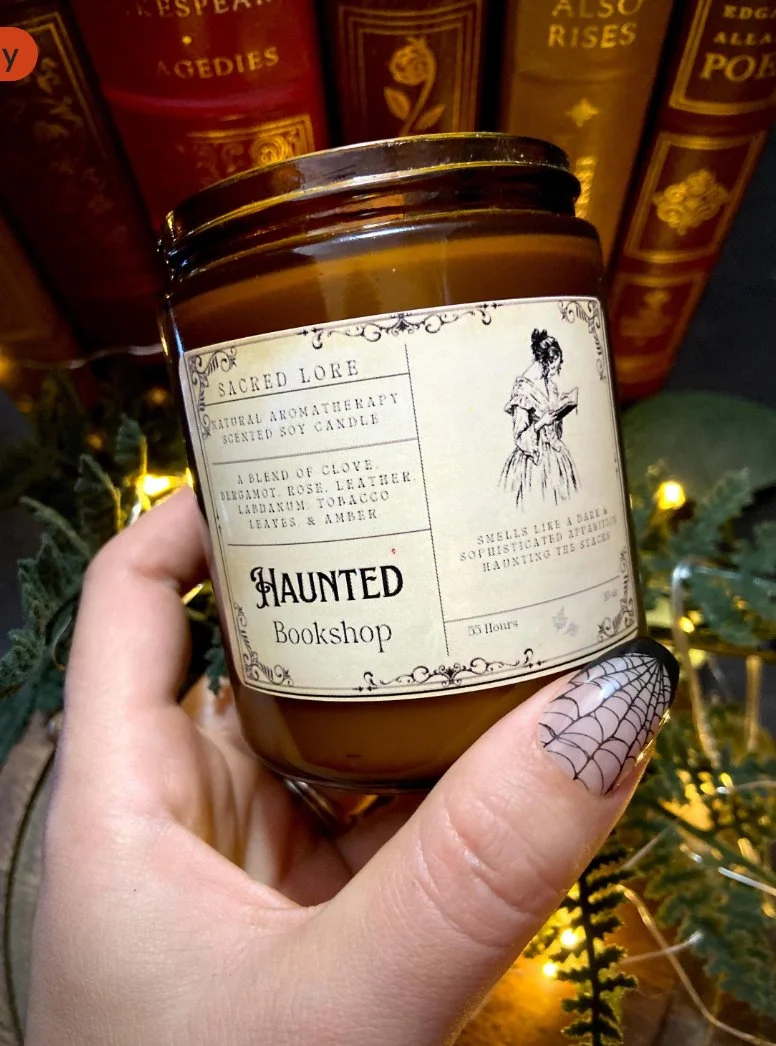 y
KESPEAR
AGEDIES
ALSO
RISES
EDGA
ALLA
POE
SACRED LORE
NATURAL AROMATHERAPY
SCENTED SOY CANDLE
A BLEND OF CLOVE,
BERGAMOT, ROSE, LEATHER,
LABDANUM, TOBACCO
LEAVES, & AMBER
HAUNTED
Bookshop
SMELLS LIKE A DARK &
SOPHISTICATED APPARITION
HAUNTING THE STACKS
55 Hours